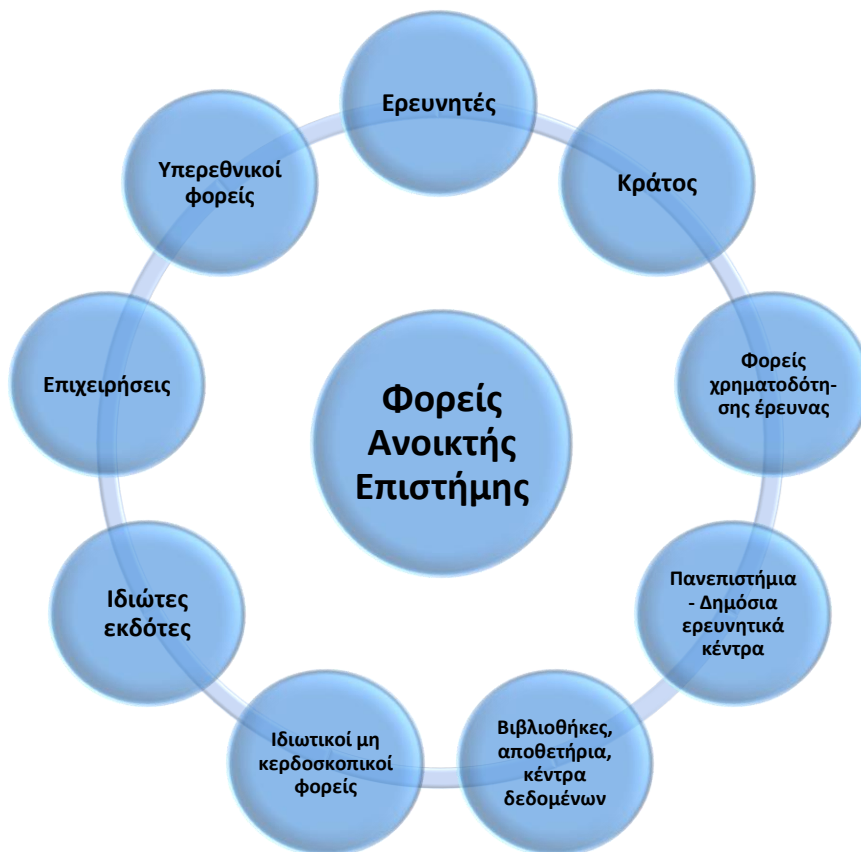 Ερευνητές
Κράτος
Φορείς
χρηματοδότη-
σης έρευνας
Πανεπιστήμια
- Δημόσια
ερευνητικά
κέντρα
Βιβλιοθήκες,
αποθετήρια,
κέντρα
δεδομένων
Ιδιωτικοί μη
κερδοσκοπικοί
φορείς
Ιδιώτες
εκδότες
Επιχειρήσεις
Υπερεθνικοί
φορείς
Φορείς
Ανοικτής
Επιστήμης